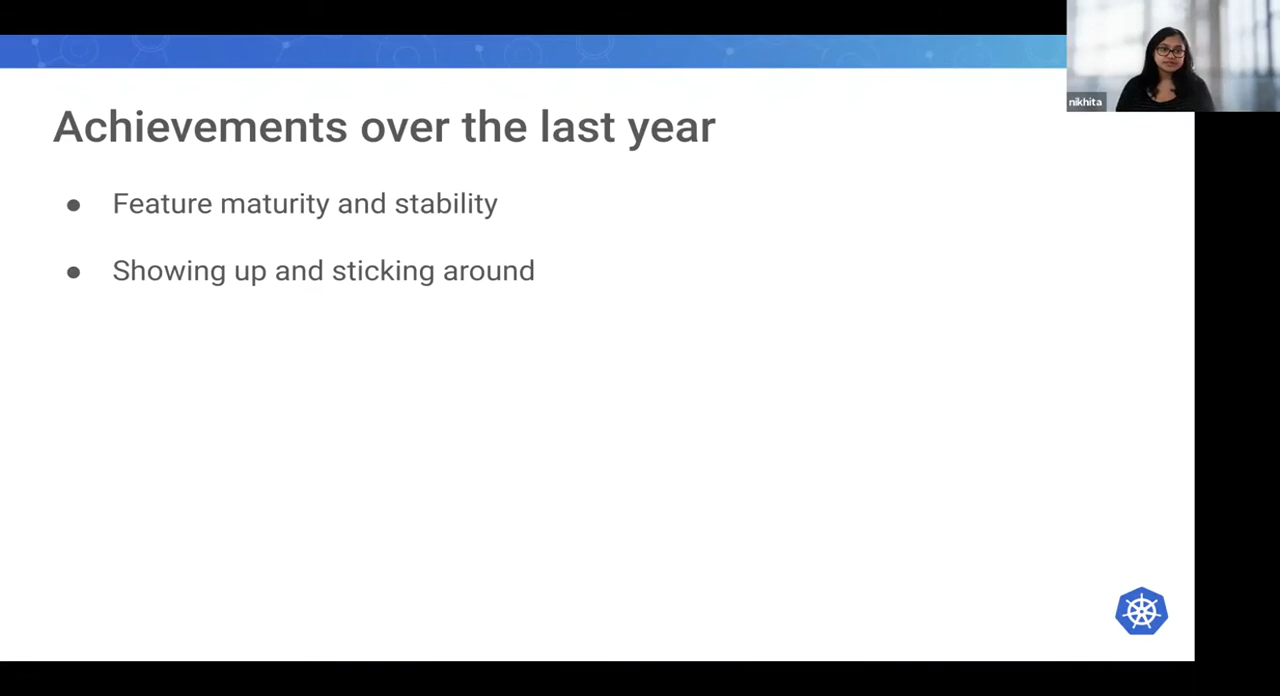 nikhita
Achievements over the last year
● Feature maturity and stability
● Showing up and sticking around